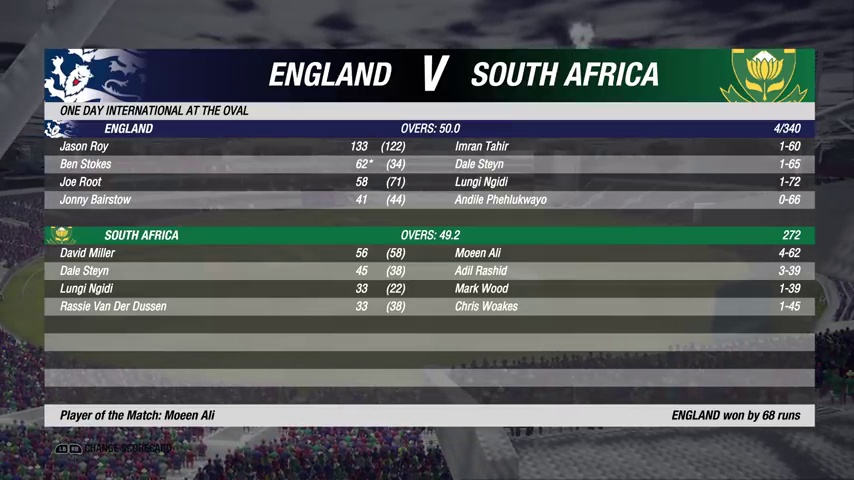 ENGLAND V SOUTH AFRICA
ONE DAY INTERNATIONAL AT THE OVAL
ENGLAND OVERS: 50.0 4/340
Jason Roy 133 (122) Imran Tahir 1-60
Ben Stokes 62* (34) Dale Steyn 1-65
Joe Root 58 (71) Lungi Ngidi 1-72
Jonny Bairstow 41 (44) Andile Phehlukwayo 0-66
SOUTH AFRICA OVERS: 49.2 272
David Miller 56 (58) Moeen Ali 4-62
Dale Steyn 45 (38) Adil Rashid 3-39
Lungi Ngidi 33 (22) Mark Wood 1-39
Rassie Van Der Dussen 33 (38) Chris Woakes 1-45
Player of the Match: Moeen Ali ENGLAND won by 68 runs
CHANGE SCORECARD